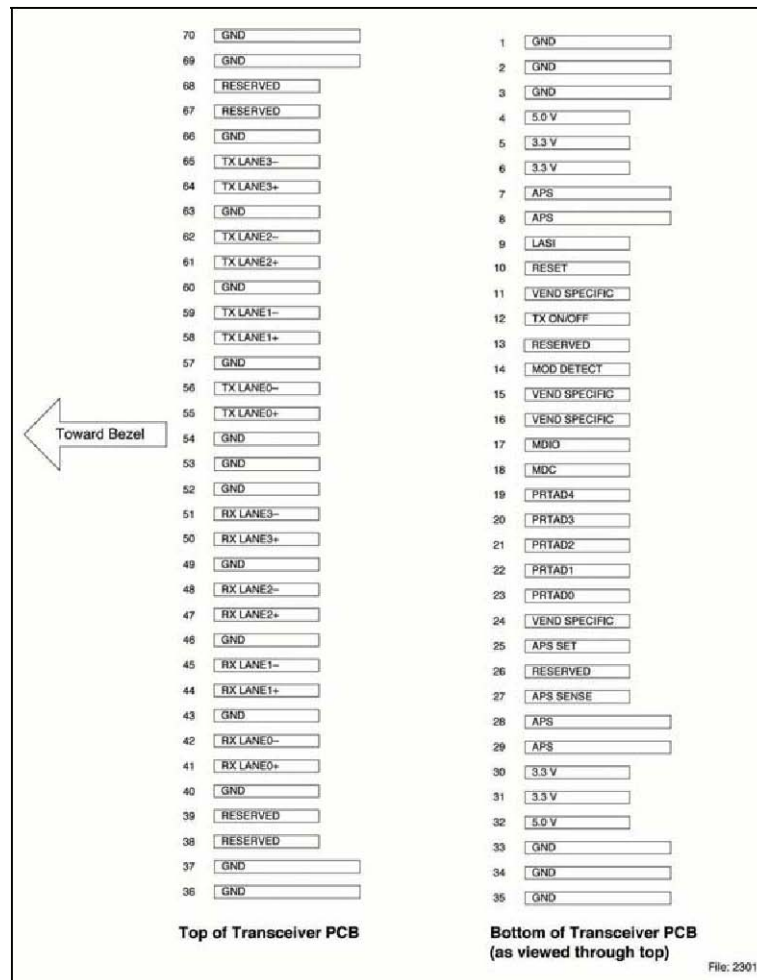 70 GND
69 GND
68 RESERVED
67 RESERVED
66 GND
65 TX LANE3–
64 TX LANE3+
63 GND
62 TX LANE2–
61 TX LANE2+
60 GND
59 TX LANE1–
58 TX LANE1+
57 GND
56 TX LANE0–
55 TX LANE0+
54 GND
53 GND
52 GND
51 RX LANE3–
50 RX LANE3+
49 GND
48 RX LANE2–
47 RX LANE2+
46 GND
45 RX LANE1–
44 RX LANE1+
43 GND
42 RX LANE0–
41 RX LANE0+
40 GND
39 RESERVED
38 RESERVED
37 GND
36 GND
Toward Bezel
Top of Transceiver PCB
1 GND
2 GND
3 GND
4 5.0 V
5 3.3 V
6 3.3 V
7 APS
8 APS
9 LASI
10 RESET
11 VEND SPECIFIC
12 TX ON/OFF
13 RESERVED
14 MOD DETECT
15 VEND SPECIFIC
16 VEND SPECIFIC
17 MDIO
18 MDC
19 PRTAD4
20 PRTAD3
21 PRTAD2
22 PRTAD1
23 PRTAD0
24 VEND SPECIFIC
25 APS SET
26 RESERVED
27 APS SENSE
28 APS
29 APS
30 3.3 V
31 3.3 V
32 5.0 V
33 GND
34 GND
35 GND
Bottom of Transceiver PCB
(as viewed through top)
File: 2301